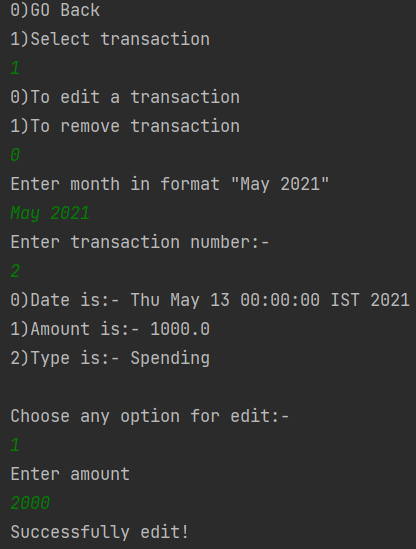 0)GO Back
1)Select transaction
1
0)To edit a transaction
1)To remove transaction
0
Enter month in format "May 2021"
May 2021
Enter transaction number:-
2
0)Date is:- Thu May 13 00:00:00 IST 2021
1)Amount is:- 1000.0
2)Type is:- Spending
Choose any option for edit:-
1
Enter amount
2000
Successfully edit!